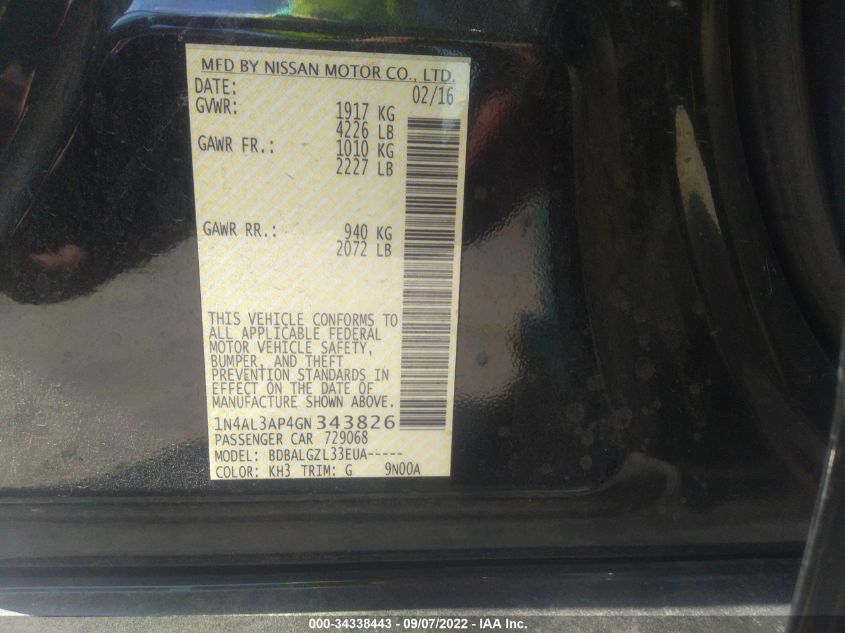 MFD BY NISSAN MOTOR CO., LTD.
DATE: 02/16
GVWR: 1917 KG
4226 LB
GAWR FR.: 1010 KG
2227 LB
GAWR RR.: 940 KG
2072 LB
THIS VEHICLE CONFORMS TO
ALL APPLICABLE FEDERAL
MOTOR VEHICLE SAFETY,
BUMPER, AND THEFT
PREVENTION STANDARDS IN
EFFECT ON THE DATE OF
MANUFACTURE SHOWN ABOVE.
1N4AL3AP4GN343826
PASSENGER CAR 729068
MODEL: BDBALGZL33EUA-----
COLOR: KH3 TRIM: G 9N00A
000-34338443 - 09/07/2022 - IAA Inc.